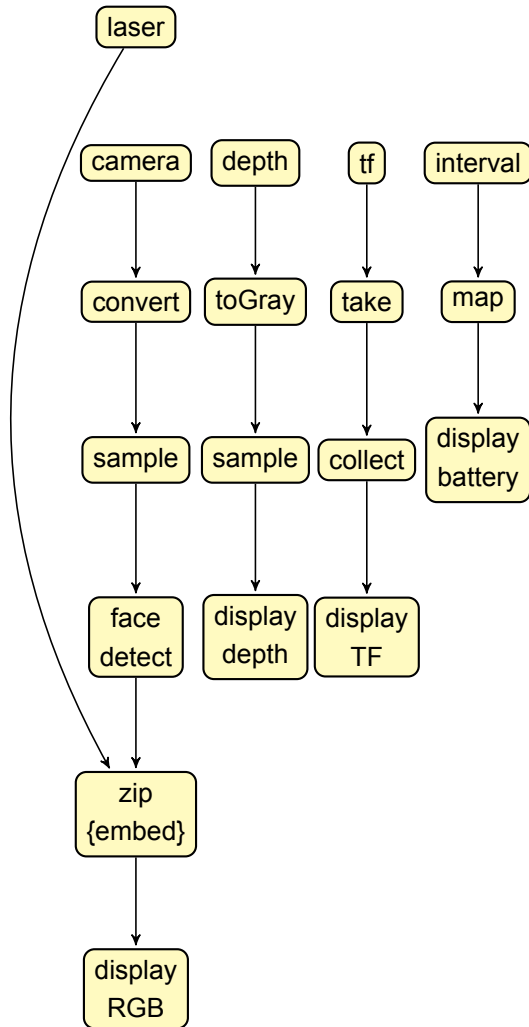 laser
camera
depth
tf
interval
convert
toGray
take
map
sample
sample
collect
display
battery
face
detect
display
depth
display
TF
zip
{embed}
display
RGB